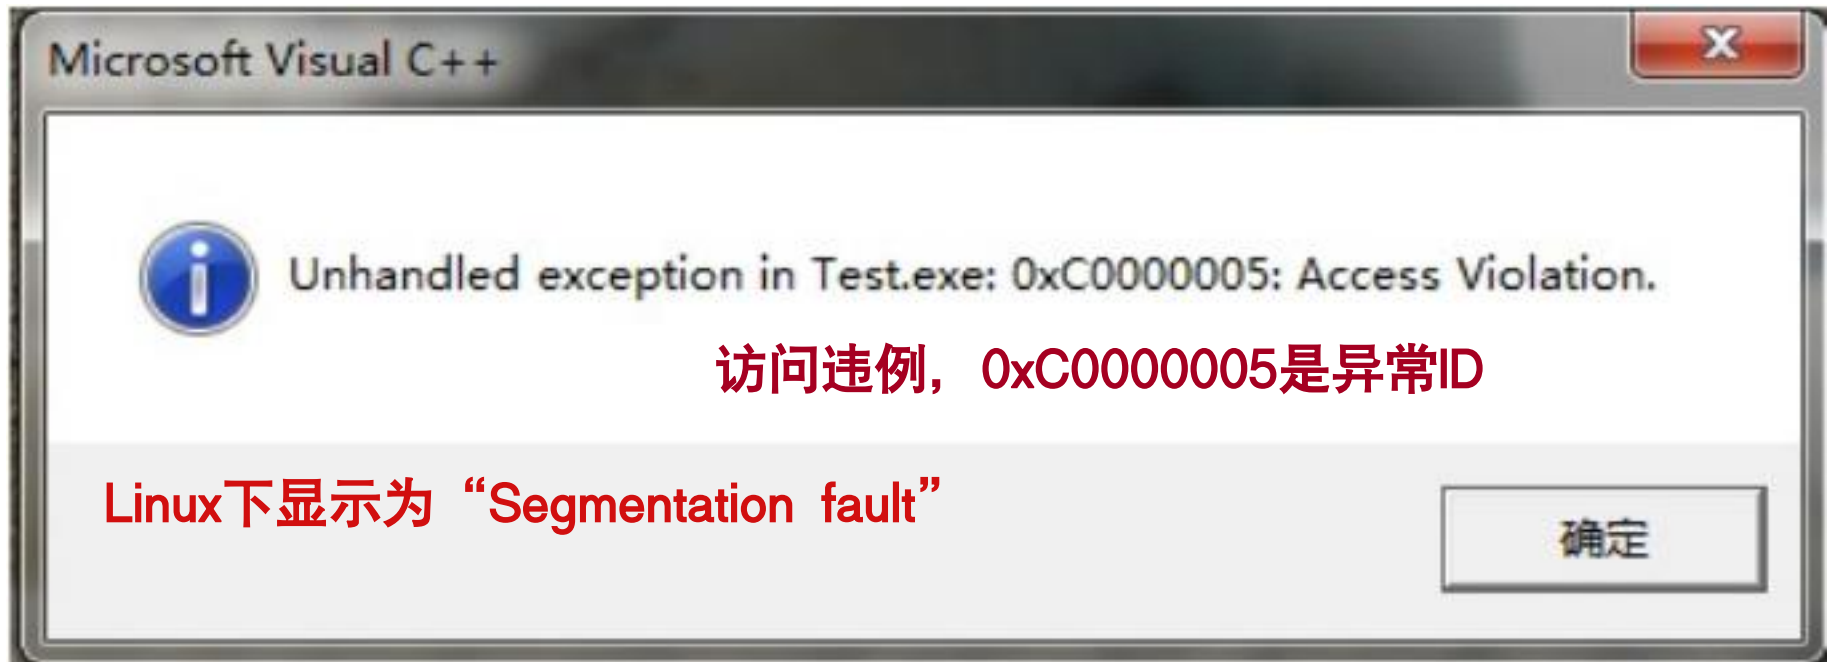 Microsoft Visual C++
Unhandled exception in Test.exe: 0xC0000005: Access Violation.
访问违例，0xC0000005是异常ID
Linux下显示为“Segmentation fault”
确定